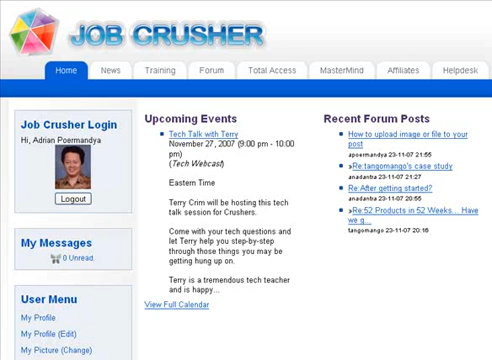 JOB CRUSHER
Home
News
Training
Forum
Total Access
MasterMind
Affiliates
Helpdesk
Job Crusher Login
Hi, Adrian Poermandya
Logout
My Messages
0 Unread.
User Menu
My Profile
My Profile (Edit)
My Picture (Change)
Upcoming Events
Tech Talk with Terry
November 27, 2007 (9:00 pm - 10:00
pm)
(Tech Webcast)
Eastern Time
Terry Crim will be hosting this tech
talk session for Crushers.
Come with your tech questions and
let Terry help you step-by-step
through those things you may be
getting hung up on.
Terry is a tremendous tech teacher
and is happy...
View Full Calendar
Recent Forum Posts
How to upload image or file to your
post
apoermandya 23-11-07 21:55
»Re:tangomango's case study
anadantra 23-11-07 21:27
»Re:After getting started?
anadantra 23-11-07 20:55
»Re:52 Products in 52 Weeks... Have
we g...
tangomango 23-11-07 20:18